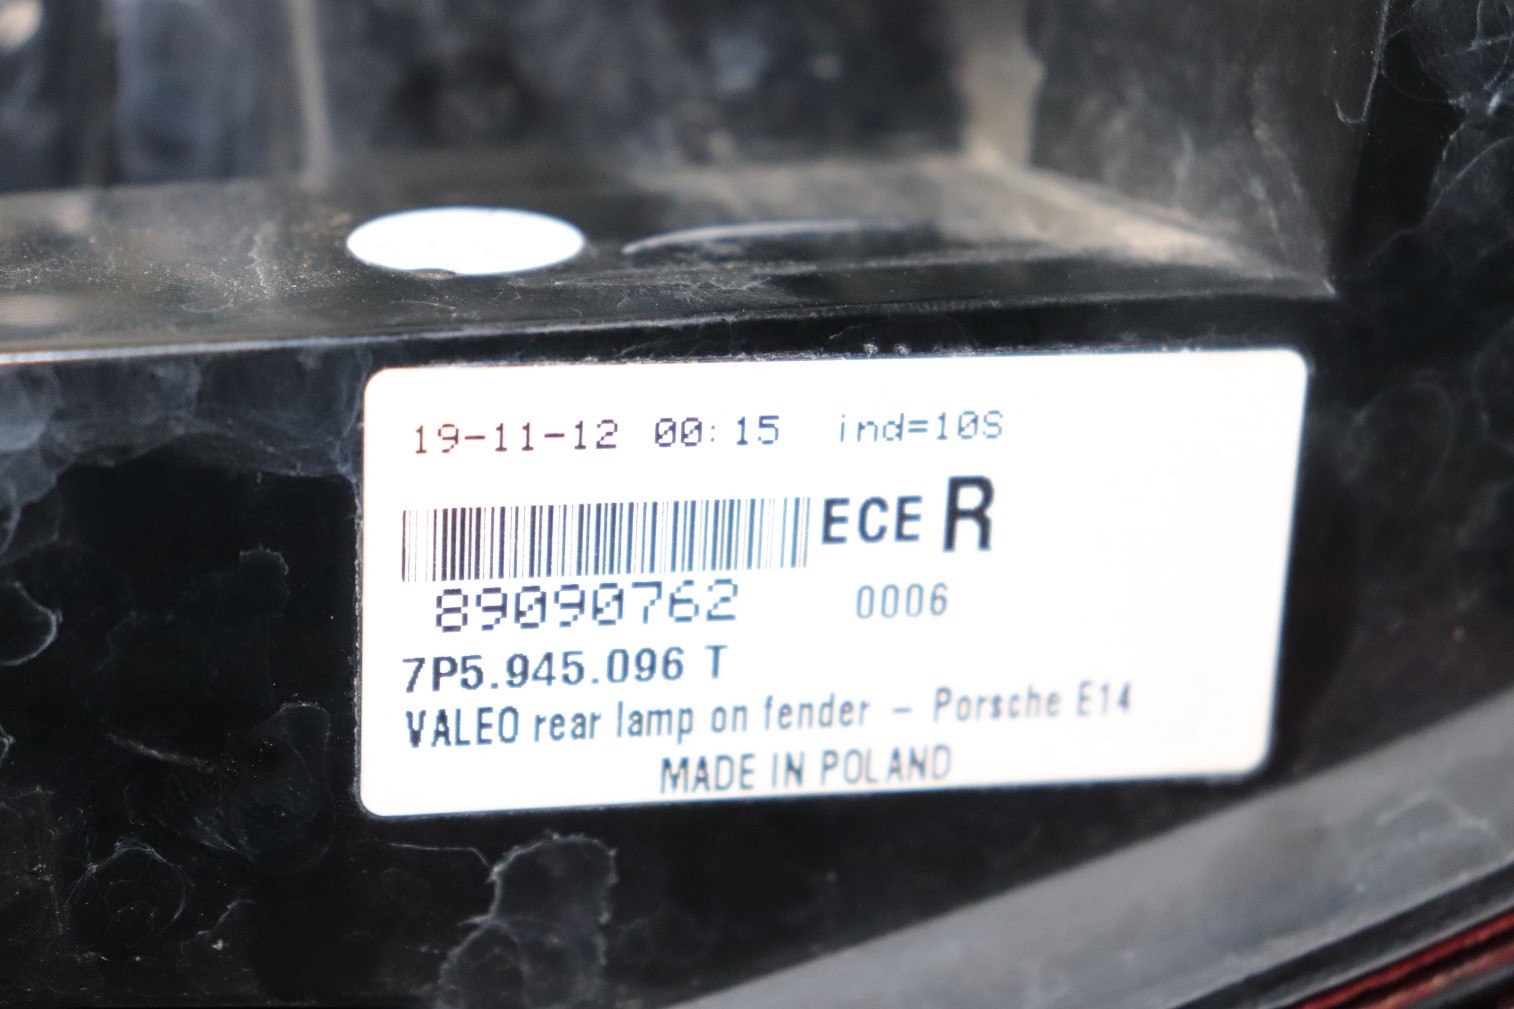 19-11-12 00:15 ind=10S
ECE R
89090762 0006
7P5.945.096 T
VALEO rear lamp on fender - Porsche E14
MADE IN POLAND